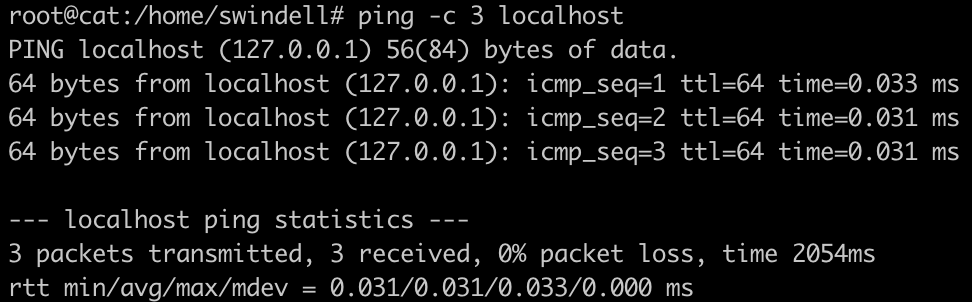 root@cat:/home/swindell# ping -c 3 localhost
PING localhost (127.0.0.1) 56(84) bytes of data.
64 bytes from localhost (127.0.0.1): icmp_seq=1 ttl=64 time=0.033 ms
64 bytes from localhost (127.0.0.1): icmp_seq=2 ttl=64 time=0.031 ms
64 bytes from localhost (127.0.0.1): icmp_seq=3 ttl=64 time=0.031 ms

--- localhost ping statistics ---
3 packets transmitted, 3 received, 0% packet loss, time 2054ms
rtt min/avg/max/mdev = 0.031/0.031/0.033/0.000 ms